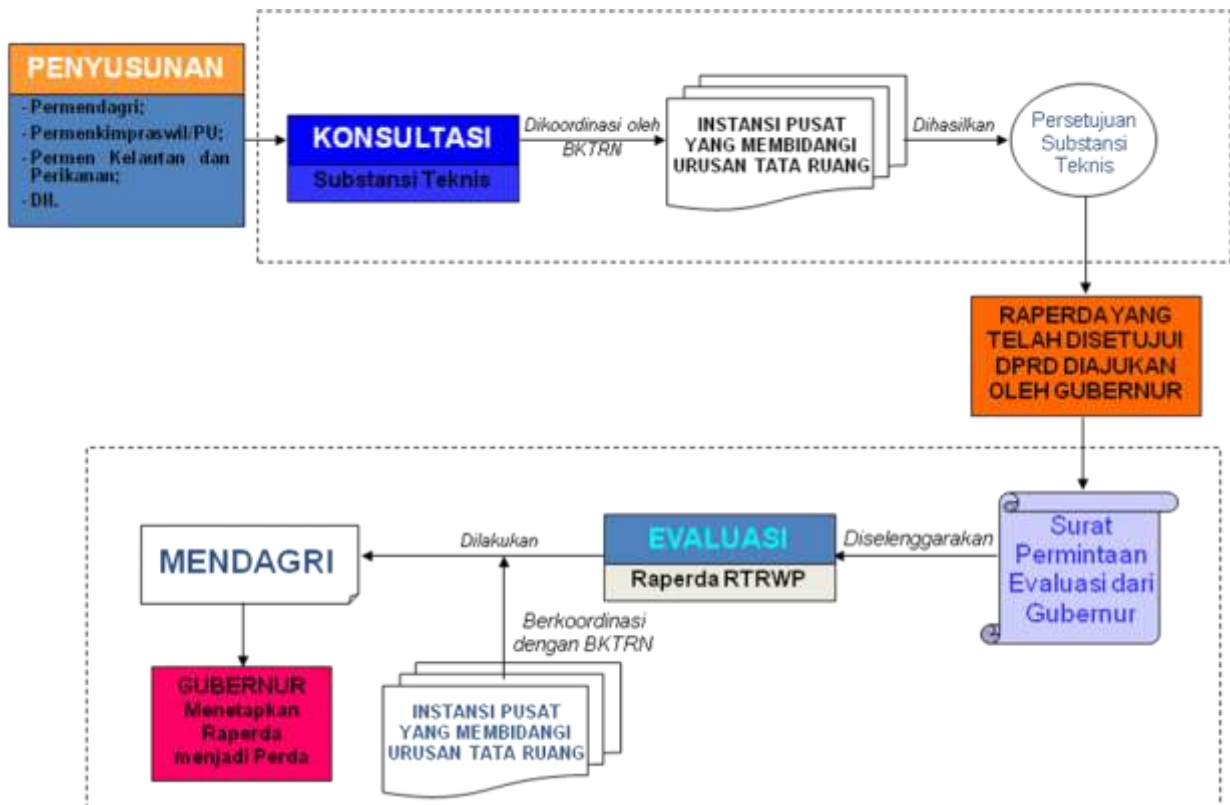 PENYUSUNAN
- Permendagri;
- Permenkimpraswil/PU;
- Permen Kelautan dan
Perikanan;
- Dll.
KONSULTASI
Substansi Teknis
Dikoordinasi oleh
BKTRN
INSTANSI PUSAT
YANG MEMBIDANGI
URUSAN TATA RUANG
Dihasilkan
Persetujuan
Substansi
Teknis
RAPERDA YANG
TELAH DISETUJUI
DPRD DIAJUKAN
OLEH GUBERNUR
Surat
Permintaan
Evaluasi dari
Gubernur
Diselenggarakan
EVALUASI
Raperda RTRWP
Dilakukan
Berkoordinasi
dengan BKTRN
INSTANSI PUSAT
YANG MEMBIDANGI
URUSAN TATA RUANG
MENDAGRI
GUBERNUR
Menetapkan
Raperda
menjadi Perda